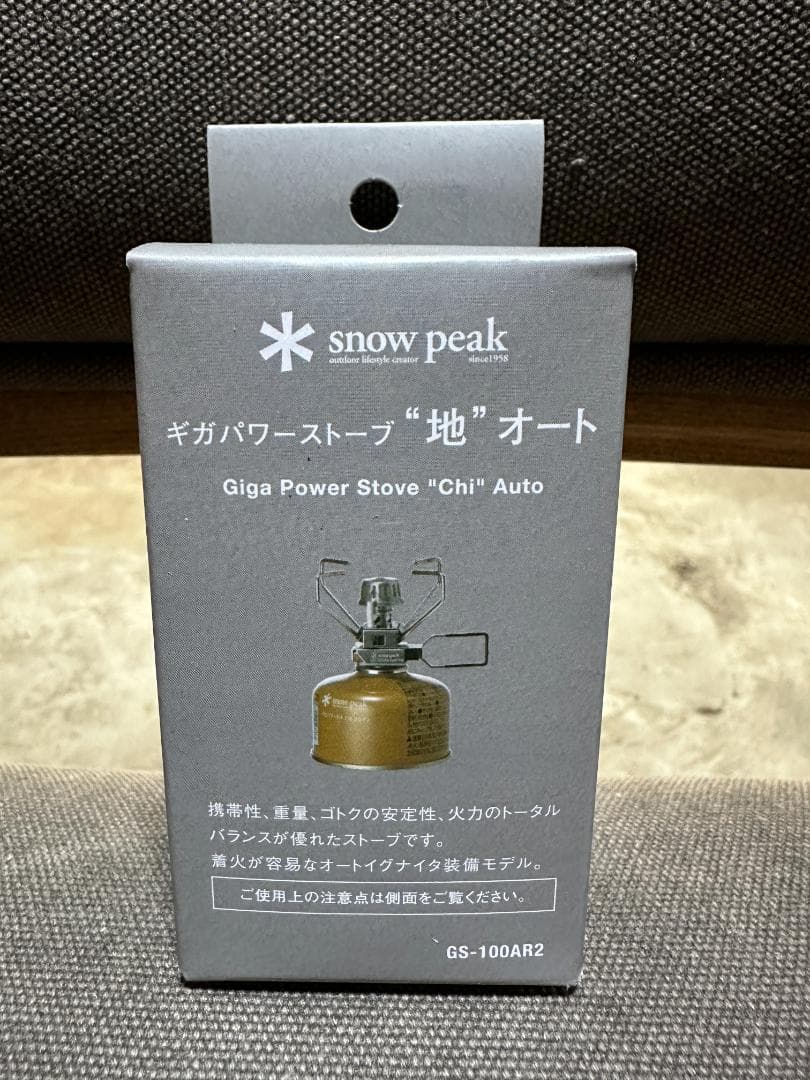 snow peak
outdoor lifestyle creator since1958
ギガパワーストーブ “地” オート
Giga Power Stove "Chi" Auto
snow peak
snow peak
携帯性、重量、ゴトクの安定性、火力のトータル
バランスが優れたストーブです。
着火が容易なオートイグナイタ装備モデル。
ご使用上の注意点は側面をご覧ください。
GS-100AR2